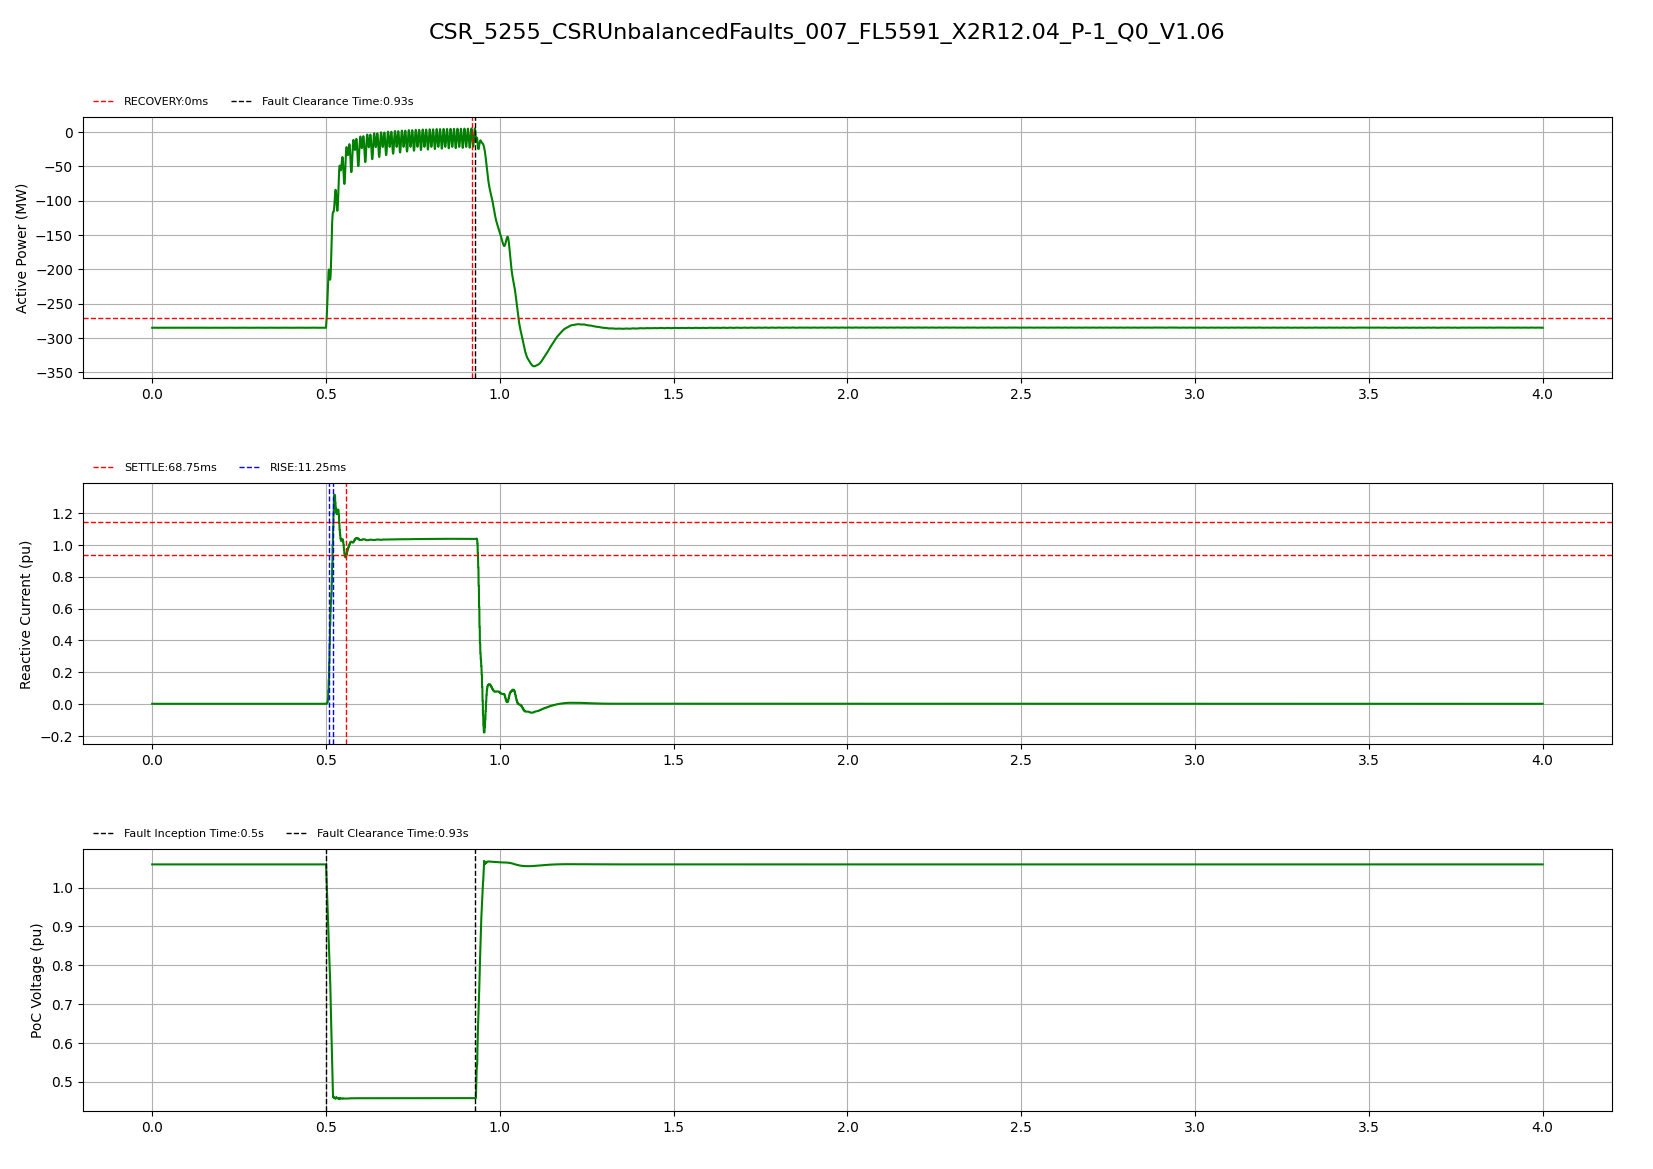 CSR_5255_CSRUnbalancedFaults_007_FL5591_X2R12.04_P-1_Q0_V1.06
RECOVERY:0ms Fault Clearance Time:0.93s
Active Power (MW)
0
−50
−100
−150
−200
−250
−300
−350
0.0 0.5 1.0 1.5 2.0 2.5 3.0 3.5 4.0
SETTLE:68.75ms RISE:11.25ms
Reactive Current (pu)
1.2
1.0
0.8
0.6
0.4
0.2
0.0
−0.2
0.0 0.5 1.0 1.5 2.0 2.5 3.0 3.5 4.0
Fault Inception Time:0.5s Fault Clearance Time:0.93s
PoC Voltage (pu)
1.0
0.9
0.8
0.7
0.6
0.5
0.0 0.5 1.0 1.5 2.0 2.5 3.0 3.5 4.0